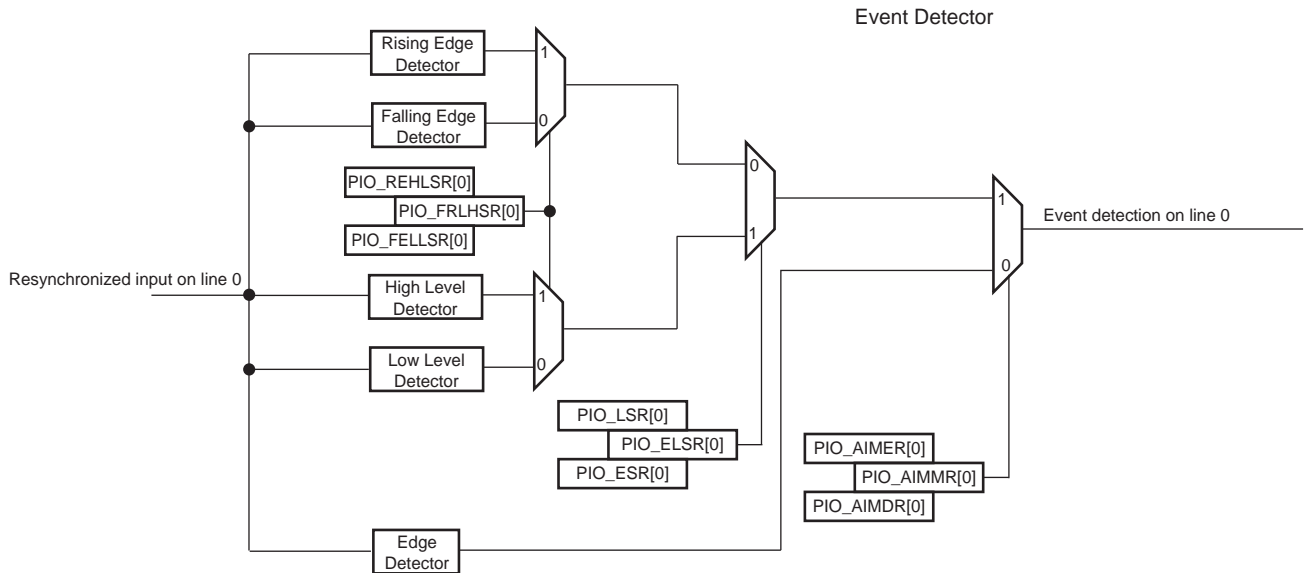 Event Detector
Rising Edge
Detector
1
Falling Edge
Detector
0
PIO_REHLSR[0]
PIO_FRLHSR[0]
PIO_FELLSR[0]
0
1
1
Event detection on line 0
0
Resynchronized input on line 0
High Level
Detector
1
Low Level
Detector
0
PIO_LSR[0]
PIO_ELSR[0]
PIO_ESR[0]
PIO_AIMER[0]
PIO_AIMMR[0]
PIO_AIMDR[0]
Edge
Detector